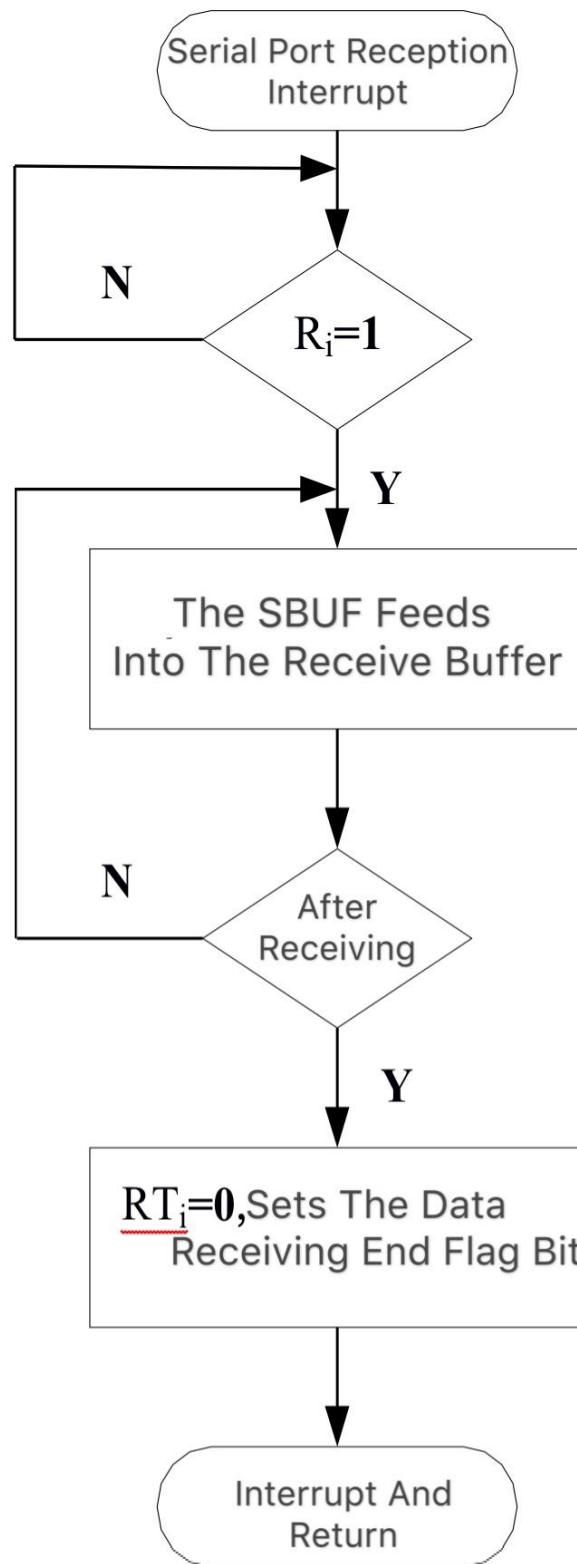 Serial Port Reception
Interrupt
N
Rᵢ=1
Y
The SBUF Feeds
Into The Receive Buffer
N
After
Receiving
Y
RTᵢ=0,Sets The Data
Receiving End Flag Bit
Interrupt And
Return